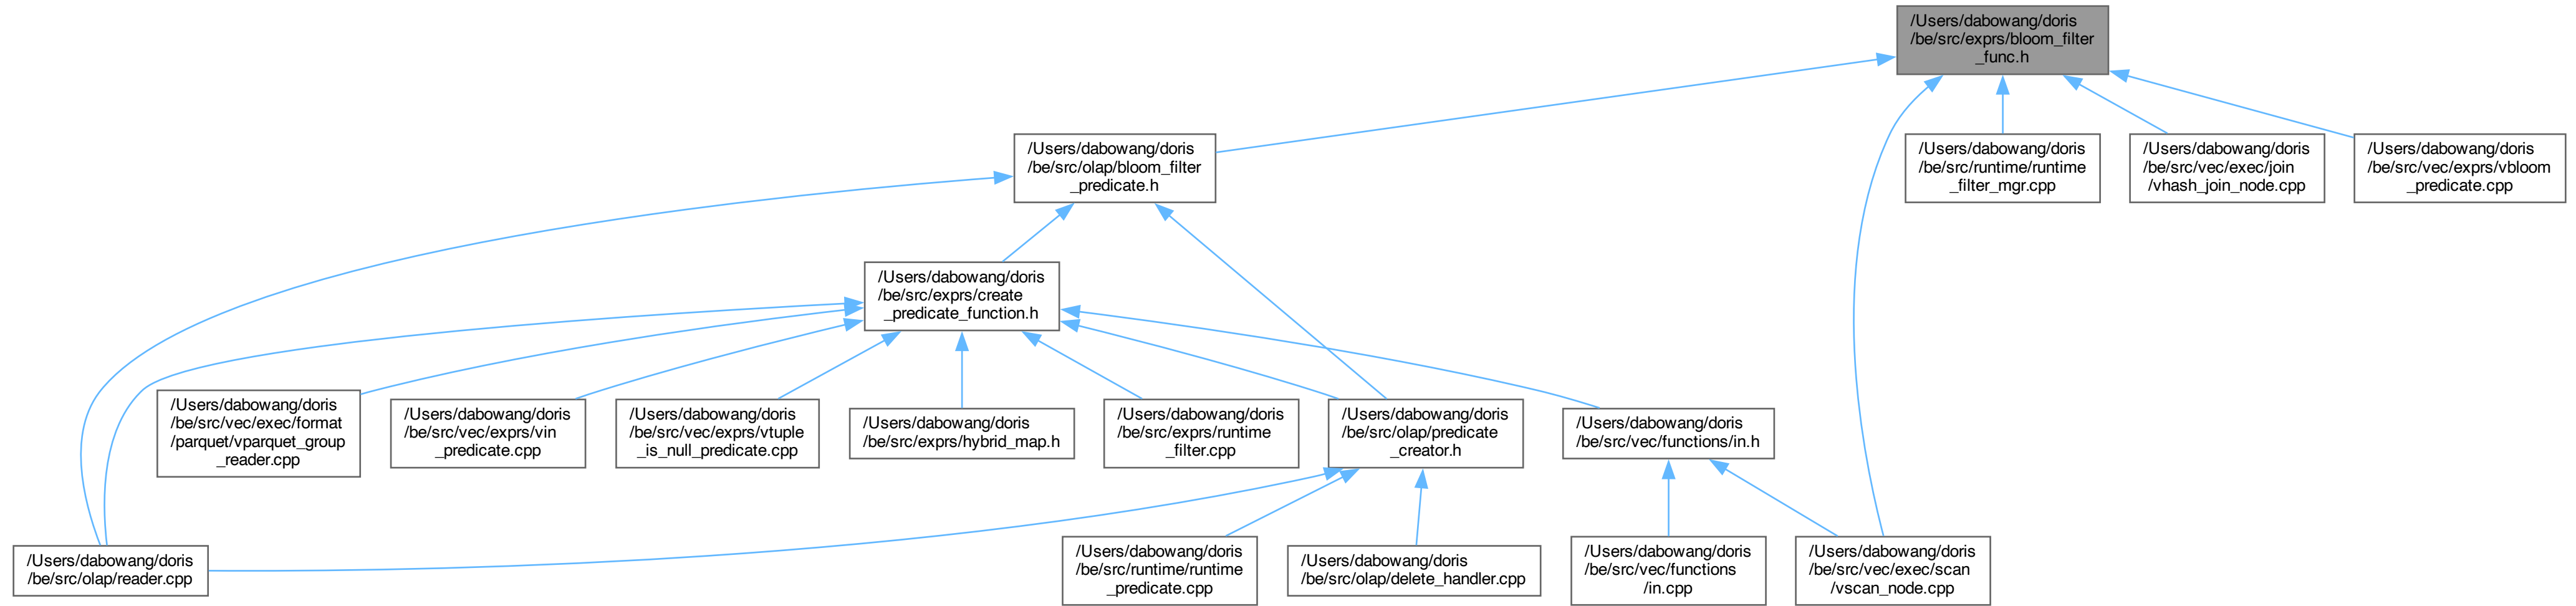 /Users/dabowang/doris
/be/src/exprs/bloom_filter
_func.h
/Users/dabowang/doris
/be/src/olap/bloom_filter
_predicate.h
/Users/dabowang/doris
/be/src/runtime/runtime
_filter_mgr.cpp
/Users/dabowang/doris
/be/src/vec/exec/join
/vhash_join_node.cpp
/Users/dabowang/doris
/be/src/vec/exprs/vbloom
_predicate.cpp
/Users/dabowang/doris
/be/src/exprs/create
_predicate_function.h
/Users/dabowang/doris
/be/src/vec/exec/format
/parquet/vparquet_group
_reader.cpp
/Users/dabowang/doris
/be/src/vec/exprs/vin
_predicate.cpp
/Users/dabowang/doris
/be/src/vec/exprs/vtuple
_is_null_predicate.cpp
/Users/dabowang/doris
/be/src/exprs/hybrid_map.h
/Users/dabowang/doris
/be/src/exprs/runtime
_filter.cpp
/Users/dabowang/doris
/be/src/olap/predicate
_creator.h
/Users/dabowang/doris
/be/src/vec/functions/in.h
/Users/dabowang/doris
/be/src/olap/reader.cpp
/Users/dabowang/doris
/be/src/runtime/runtime
_predicate.cpp
/Users/dabowang/doris
/be/src/olap/delete_handler.cpp
/Users/dabowang/doris
/be/src/vec/functions
/in.cpp
/Users/dabowang/doris
/be/src/vec/exec/scan
/vscan_node.cpp